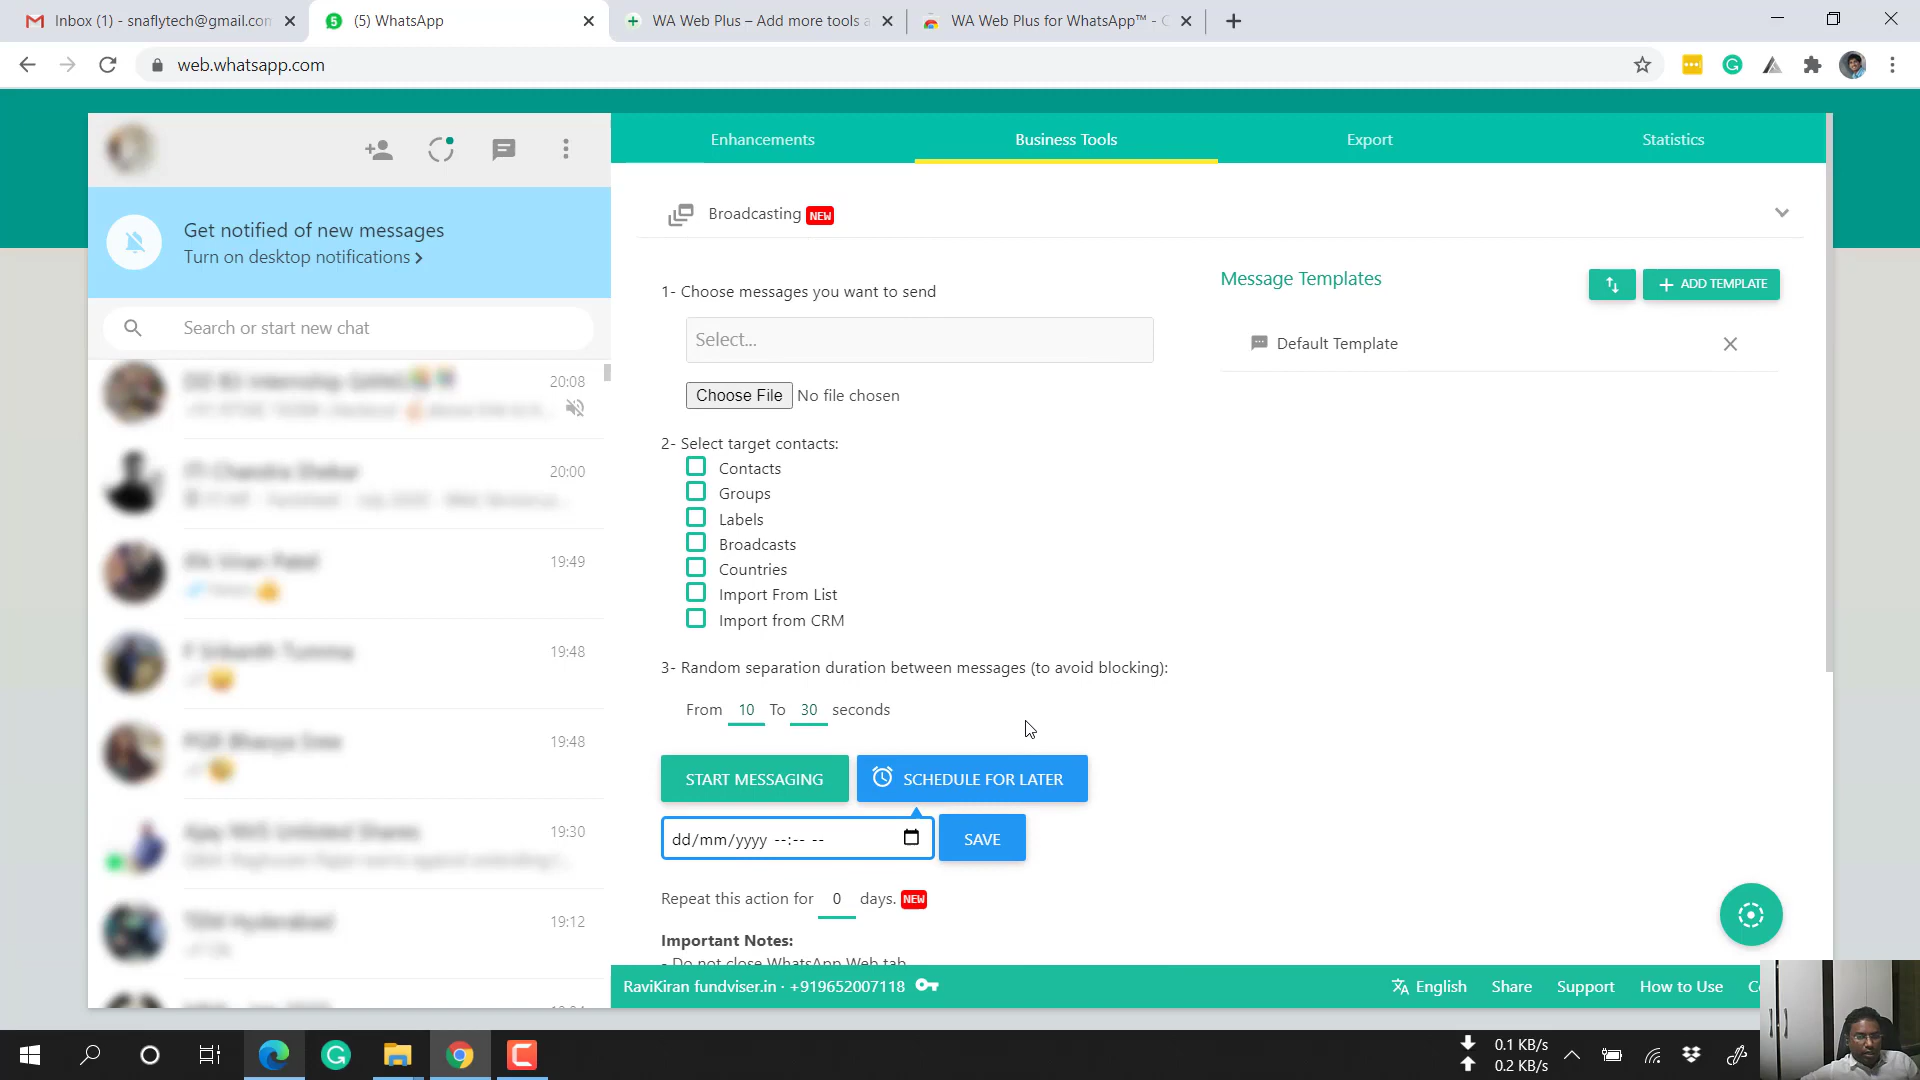 Inbox (1) - snaflytech@gmail.com
(5) WhatsApp
WA Web Plus – Add more tools a
WA Web Plus for WhatsApp™ - C
web.whatsapp.com
Enhancements
Business Tools
Export
Statistics
Get notified of new messages
Turn on desktop notifications >
Search or start new chat
20:08
20:00
19:49
19:48
19:48
19:30
19:12
Broadcasting NEW
1- Choose messages you want to send
Select...
Choose File No file chosen
2- Select target contacts:
Contacts
Groups
Labels
Broadcasts
Countries
Import From List
Import from CRM
3- Random separation duration between messages (to avoid blocking):
From 10 To 30 seconds
START MESSAGING
SCHEDULE FOR LATER
dd/mm/yyyy --:-- --
SAVE
Repeat this action for 0 days. NEW
Important Notes:
- Do not close WhatsApp Web tab
Message Templates
ADD TEMPLATE
Default Template
RaviKiran fundviser.in · +919652007118
English
Share
Support
How to Use
0.1 KB/s
0.2 KB/s